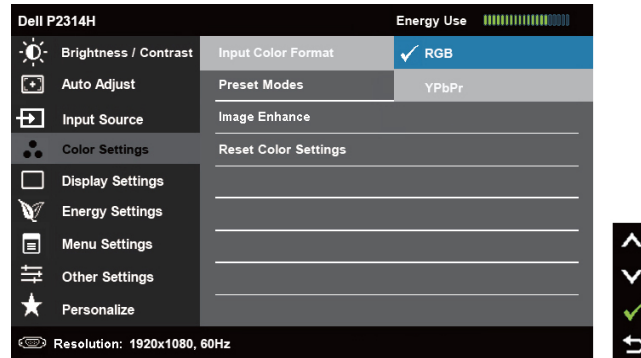 Dell P2314H Energy Use
Brightness / Contrast Input Color Format RGB
Auto Adjust Preset Modes YPbPr
Input Source Image Enhance
Color Settings Reset Color Settings
Display Settings
Energy Settings
Menu Settings
Other Settings
Personalize
Resolution: 1920x1080, 60Hz